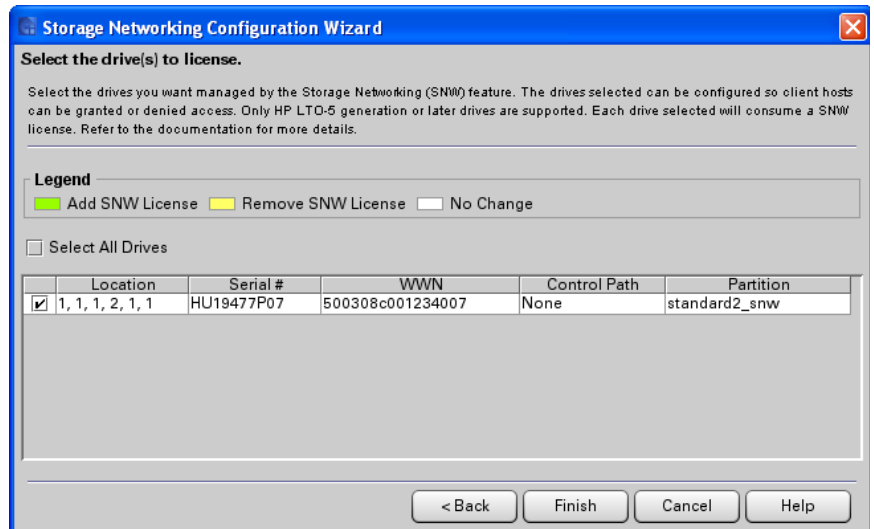 Storage Networking Configuration Wizard
Select the drive(s) to license.
Select the drives you want managed by the Storage Networking (SNW) feature. The drives selected can be configured so client hosts
can be granted or denied access. Only HP LTO-5 generation or later drives are supported. Each drive selected will consume a SNW
license. Refer to the documentation for more details.
Legend
Add SNW License Remove SNW License No Change
Select All Drives
Location Serial # WWN Control Path Partition
1, 1, 1, 2, 1, 1 HU19477P07 500308c001234007 None standard2_snw
< Back Finish Cancel Help